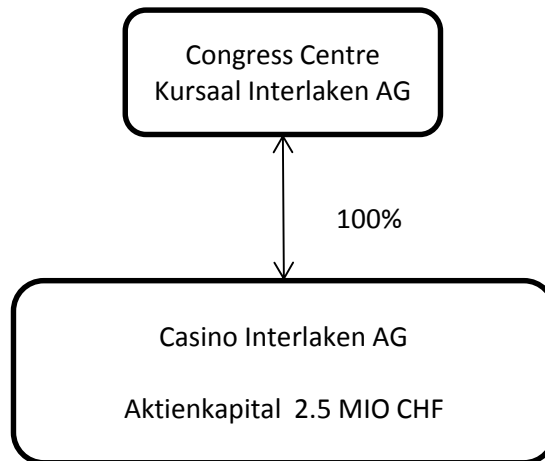 Congress Centre
Kursaal Interlaken AG
100%
Casino Interlaken AG
Aktienkapital 2.5 MIO CHF